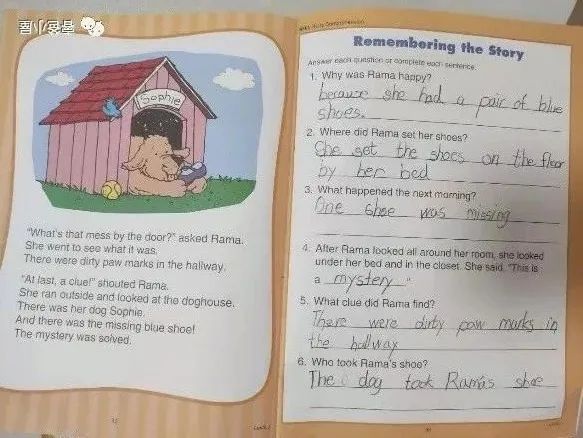 Sophie
"What's that mess by the door?" asked Rama.
She went to see what it was.
There were dirty paw marks in the hallway.
"At last, a clue!" shouted Rama.
She ran outside and looked at the doghouse.
There was her dog Sophie.
And there was the missing blue shoe!
The mystery was solved.
Remembering the Story
Answer each question or complete each sentence.
1. Why was Rama happy?
because she had a pair of blue
shoes.
2. Where did Rama set her shoes?
She set the shoes on the floor
by her bed
3. What happened the next morning?
One shoe was missing
4. After Rama looked all around her room, she looked
under her bed and in the closet. She said, "This is
a mystery ."
5. What clue did Rama find?
There were dirty paw marks in
the hallway
6. Who took Rama's shoe?
The dog took Rama's shoe